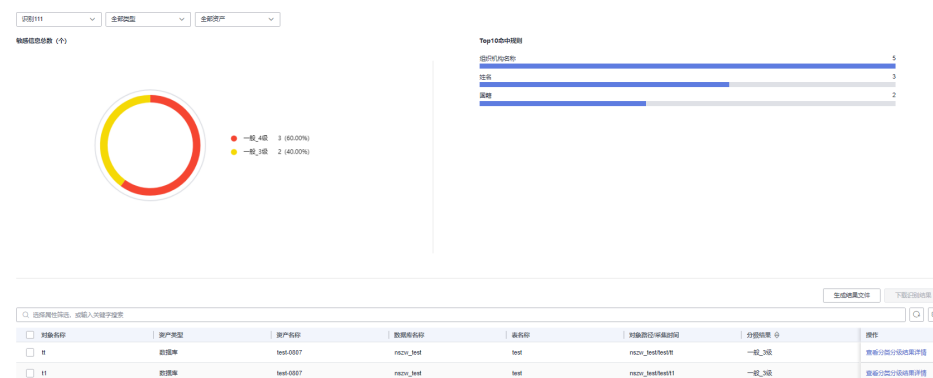 识别111 全部类型 全部资产
敏感信息总数（个）
一般_4级 3 (60.00%)
一般_3级 2 (40.00%)
Top10命中规则
组织机构名称 5
姓名 3
国籍 2
生成结果文件 下载识别结果
选择属性筛选，或输入关键字搜索
对象名称 资产类型 资产名称 数据库名称 表名称 对象路径/采集时间 分级结果 操作
tt 数据库 test-0807 nszw_test test nszw_test/test/tt 一般_3级 查看分类分级结果详情
t1 数据库 test-0807 nszw_test test nszw_test/test/t1 一般_3级 查看分类分级结果详情